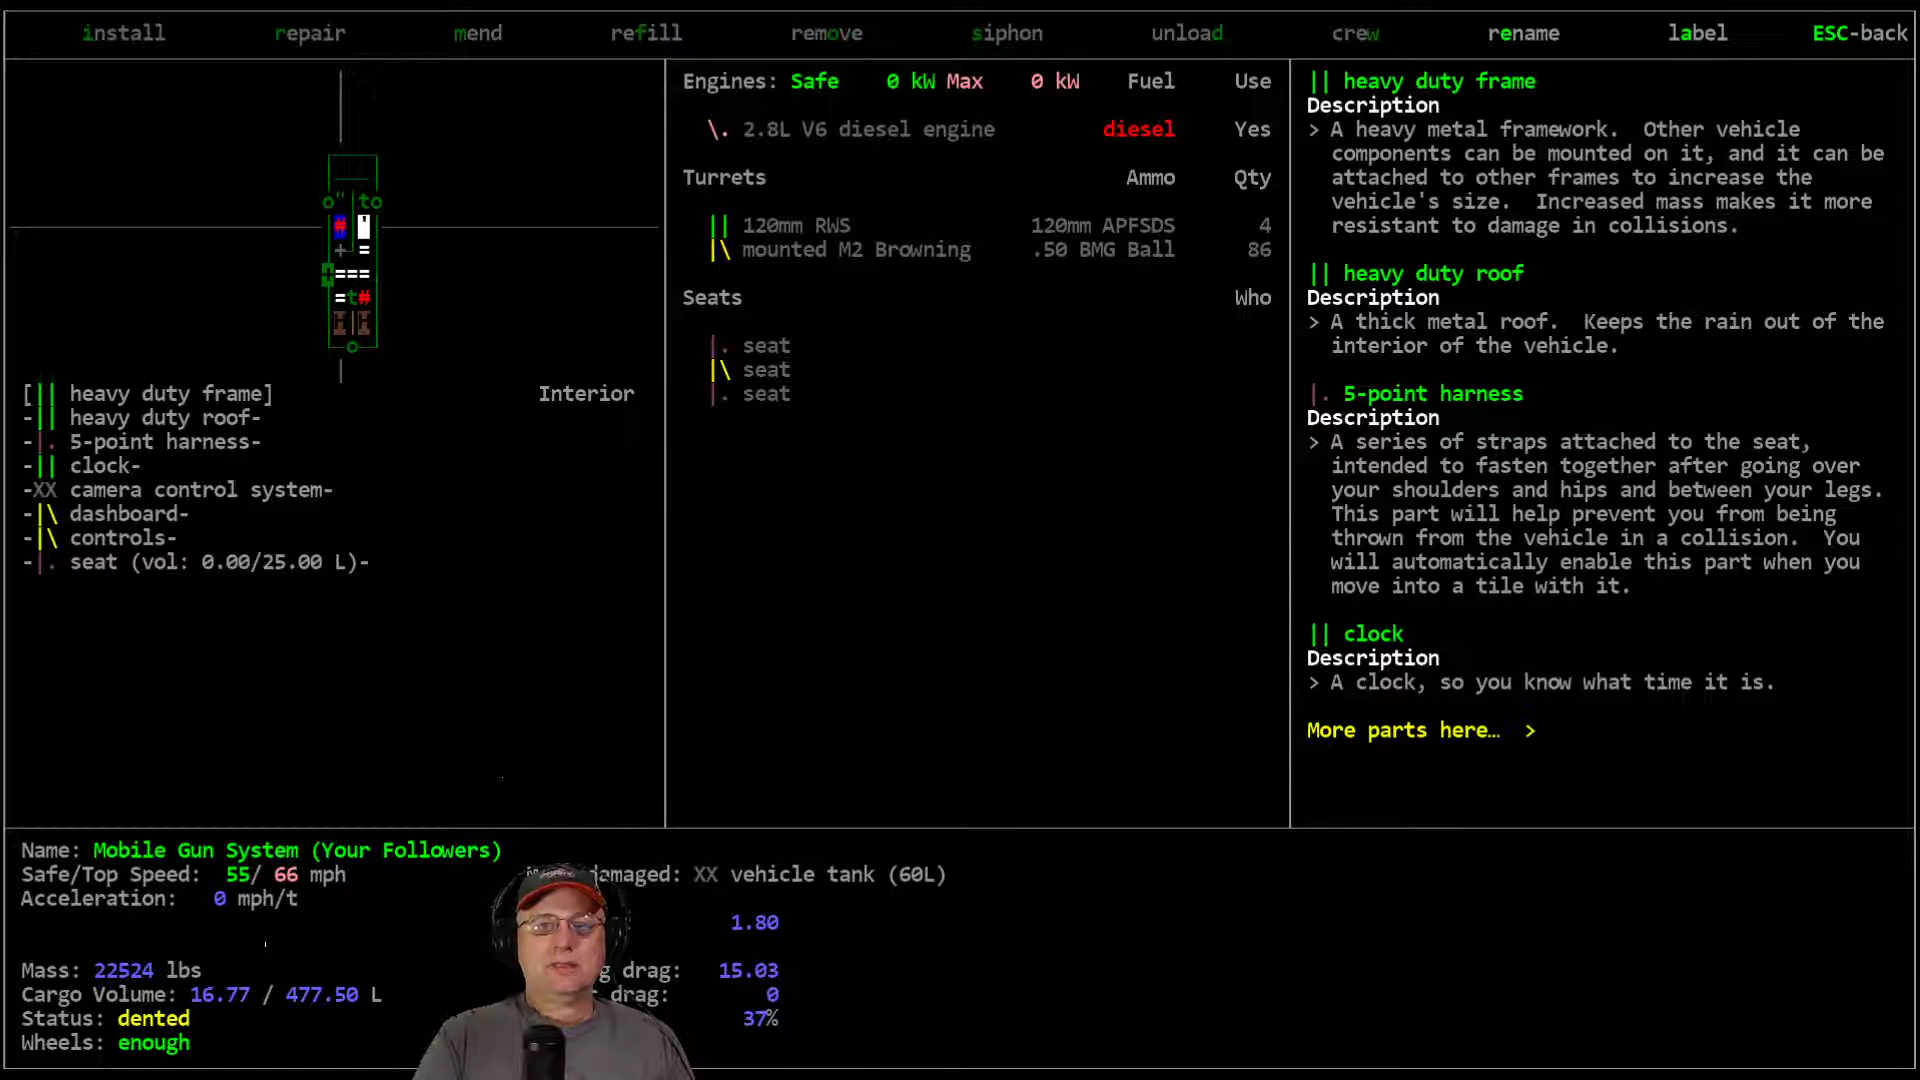 install repair mend refill remove siphon unload crew rename label ESC-back
Engines: Safe 0 kW Max 0 kW Fuel Use
\. 2.8L V6 diesel engine diesel Yes
Turrets Ammo Qty
|| 120mm RWS 120mm APFSDS 4
|\ mounted M2 Browning .50 BMG Ball 86
Seats Who
|. seat
|\ seat
|. seat
[|| heavy duty frame] Interior
-|| heavy duty roof-
-|. 5-point harness-
-|| clock-
-XX camera control system-
-|\ dashboard-
-|\ controls-
-|. seat (vol: 0.00/25.00 L)-
|| heavy duty frame
Description
> A heavy metal framework. Other vehicle
components can be mounted on it, and it can be
attached to other frames to increase the
vehicle's size. Increased mass makes it more
resistant to damage in collisions.
|| heavy duty roof
Description
> A thick metal roof. Keeps the rain out of the
interior of the vehicle.
|. 5-point harness
Description
> A series of straps attached to the seat,
intended to fasten together after going over
your shoulders and hips and between your legs.
This part will help prevent you from being
thrown from the vehicle in a collision. You
will automatically enable this part when you
move into a tile with it.
|| clock
Description
> A clock, so you know what time it is.
More parts here… >
Name: Mobile Gun System (Your Followers)
Safe/Top Speed: 55/ 66 mph
Acceleration: 0 mph/t
Mass: 22524 lbs
Cargo Volume: 16.77 / 477.50 L
Status: dented
Wheels: enough
damaged: XX vehicle tank (60L)
1.80
drag: 15.03
drag: 0
37%